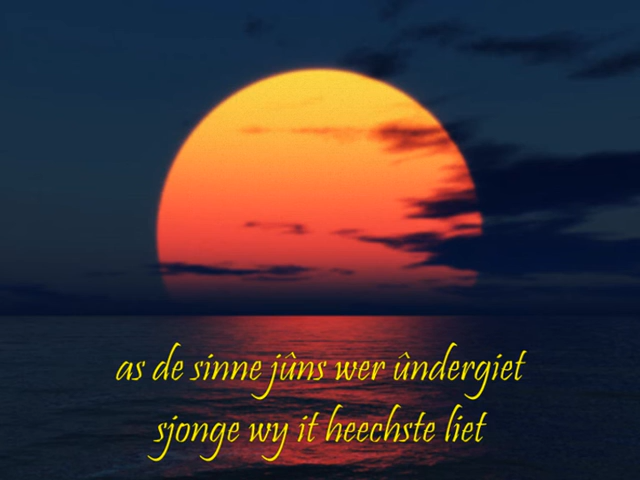 as de sinne jûns wer ûndergiet
sjonge wy it heechste liet